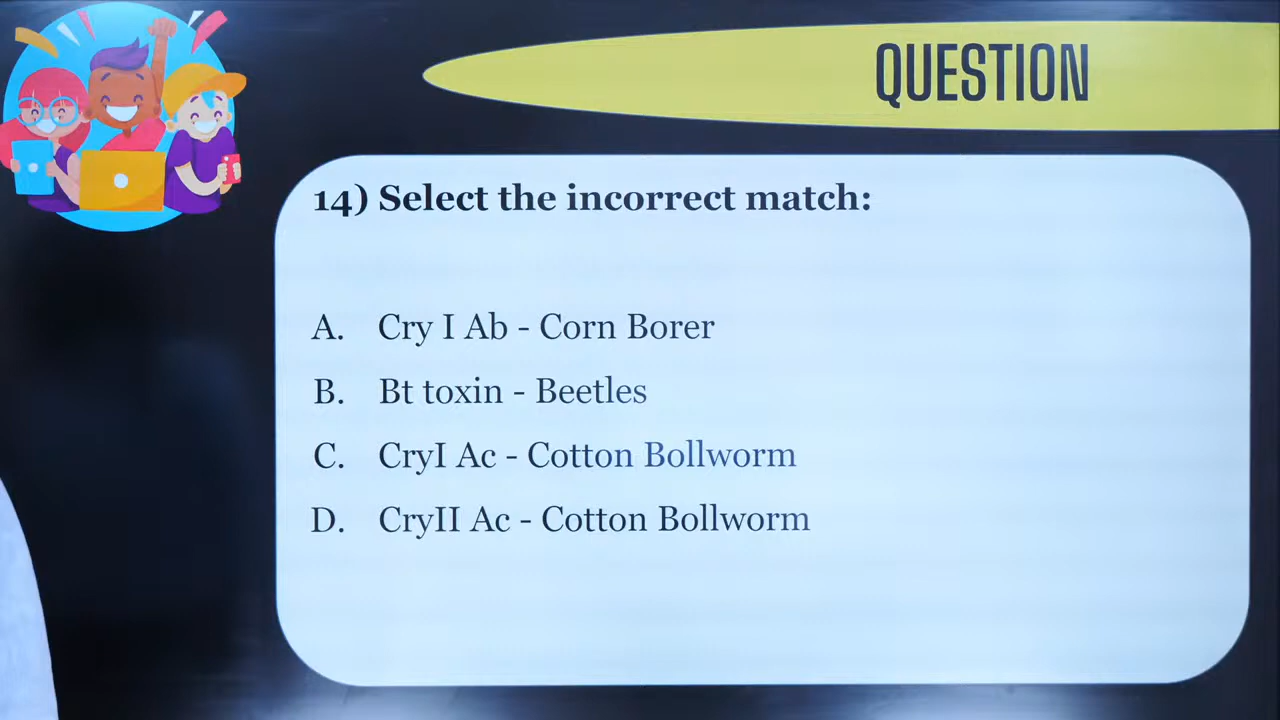 QUESTION
14) Select the incorrect match:
A. Cry I Ab - Corn Borer
B. Bt toxin - Beetles
C. CryI Ac - Cotton Bollworm
D. CryII Ac - Cotton Bollworm